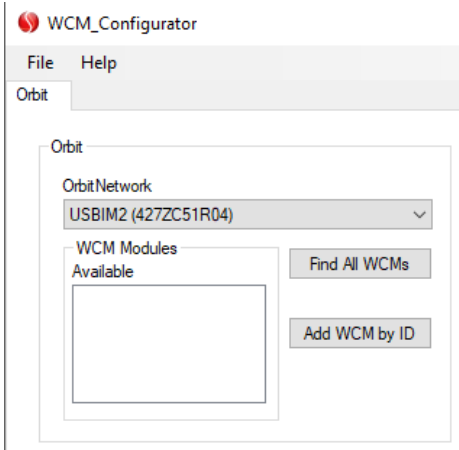 WCM_Configurator
File Help
Orbit
Orbit
OrbitNetwork
USBIM2 (427ZC51R04)
WCM Modules
Available
Find All WCMs
Add WCM by ID